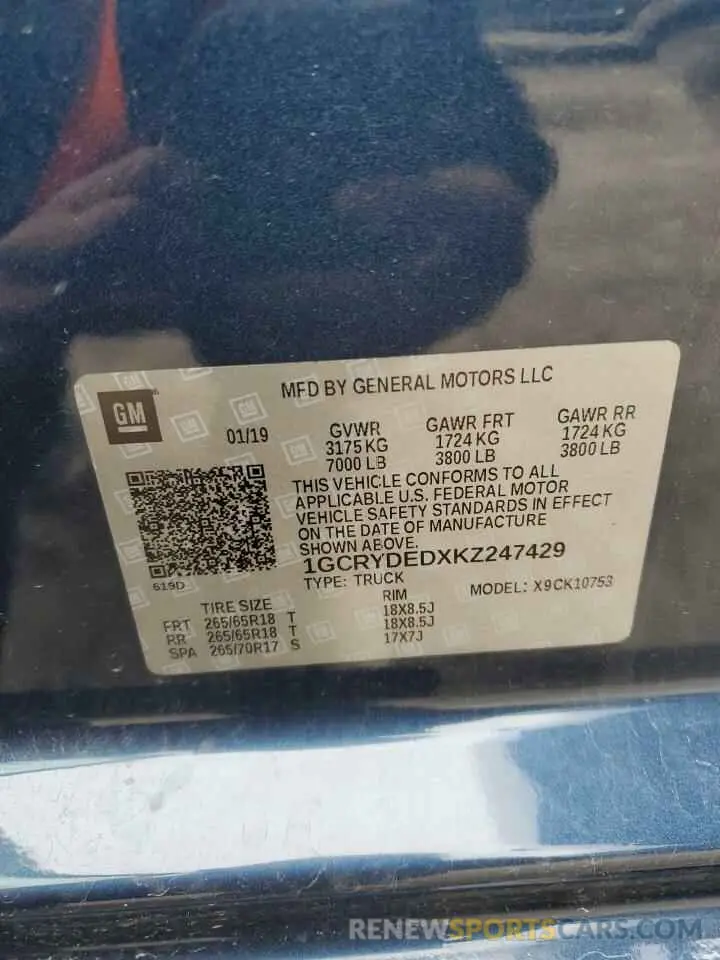 MFD BY GENERAL MOTORS LLC
GM
01/19
GVWR GAWR FRT GAWR RR
3175 KG 1724 KG 1724 KG
7000 LB 3800 LB 3800 LB
THIS VEHICLE CONFORMS TO ALL
APPLICABLE U.S. FEDERAL MOTOR
VEHICLE SAFETY STANDARDS IN EFFECT
ON THE DATE OF MANUFACTURE
SHOWN ABOVE.
1GCRYDEDXKZ247429
619D
TYPE: TRUCK MODEL: X9CK10753
TIRE SIZE RIM
FRT 265/65R18 T 18X8.5J
RR 265/65R18 T 18X8.5J
SPA 265/70R17 S 17X7J
RENEWSPORTSCARS.COM